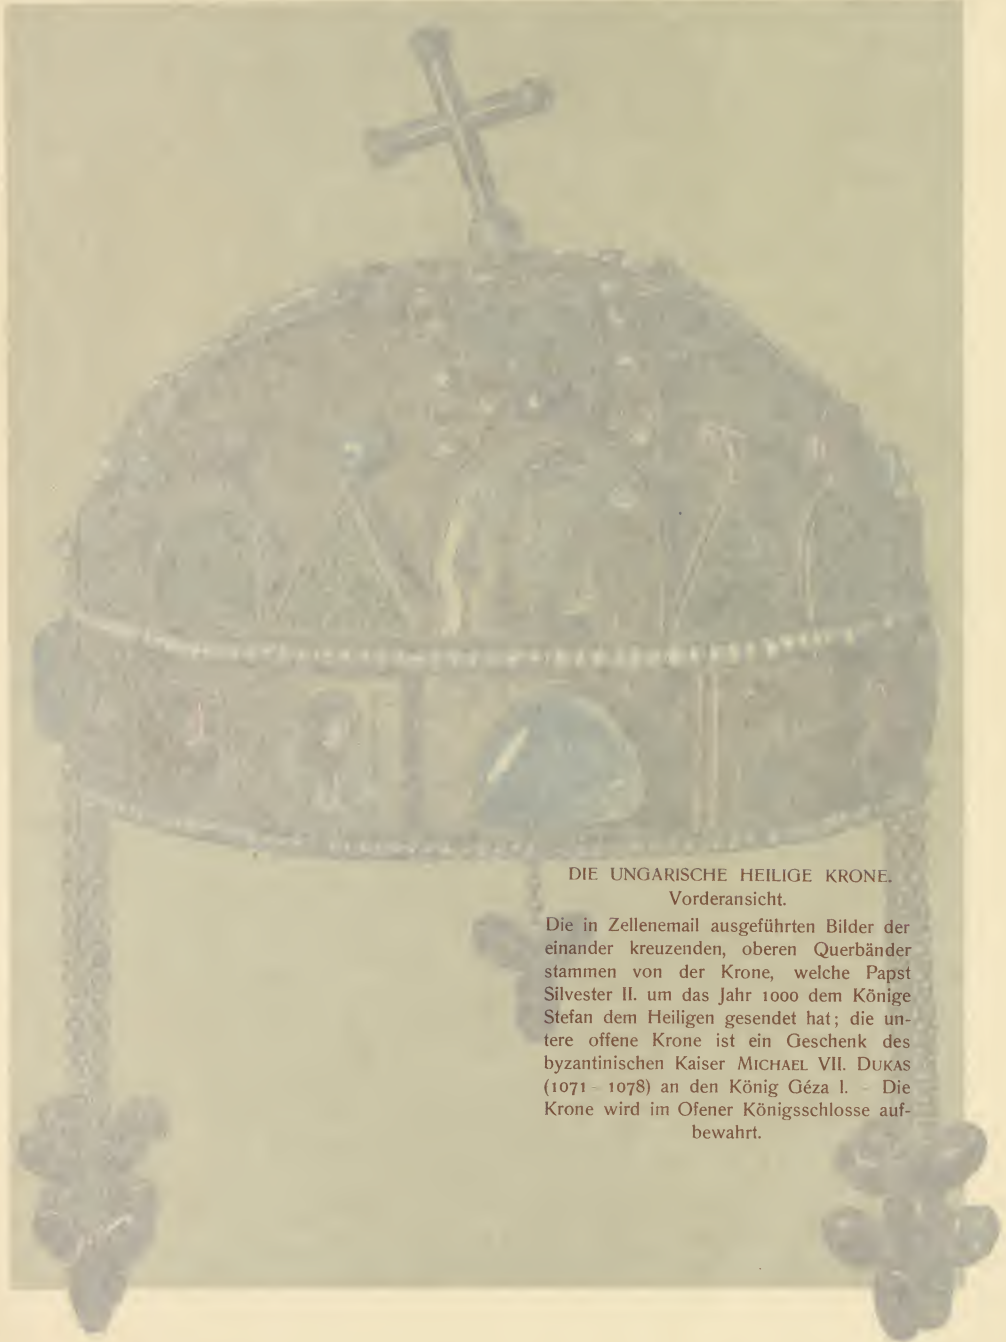 DIE UNGARISCHE HEILIGE KRONE.
Vorderansicht.
Die in Zellenemail ausgeführten Bilder der
einander kreuzenden, oberen Querbänder
stammen von der Krone, welche Papst
Silvester II. um das Jahr 1000 dem Könige
Stefan dem Heiligen gesendet hat; die un-
tere offene Krone ist ein Geschenk des
byzantinischen Kaiser MICHAEL VII. DUKAS
(1071 – 1078) an den König Géza I. – Die
Krone wird im Ofener Königsschlosse auf-
bewahrt.